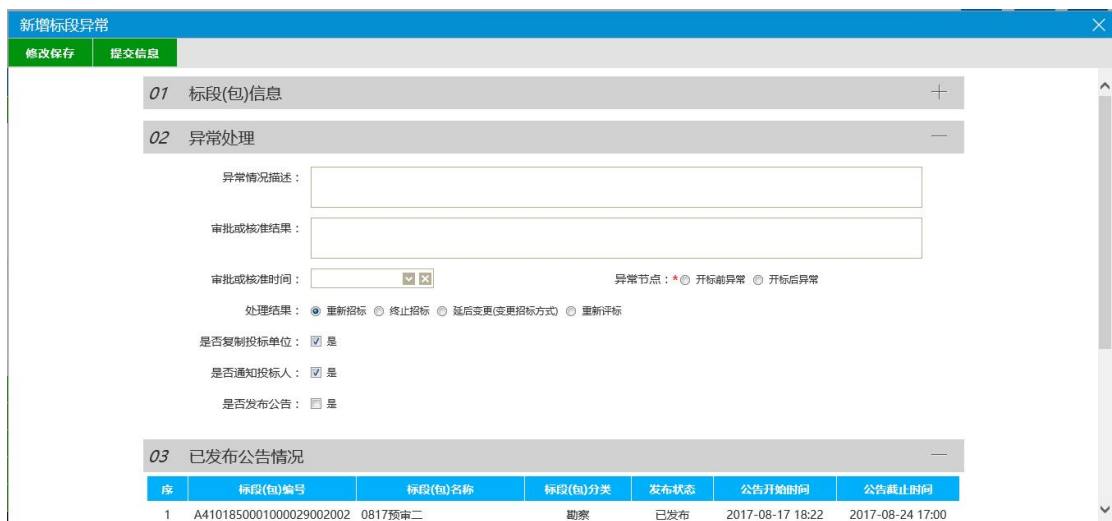 新增标段异常
修改保存 提交信息
01 标段(包)信息
02 异常处理
异常情况描述：
审批或核准结果：
审批或核准时间： 异常节点：* 开标前异常 开标后异常
处理结果： 重新招标 终止招标 延后变更(变更招标方式) 重新评标
是否复制投标单位： 是
是否通知投标人： 是
是否发布公告： 是
03 已发布公告情况
序 标段(包)编号 标段(包)名称 标段(包)分类 发布状态 公告开始时间 公告截止时间
1 A4101850001000029002002 0817预审二 勘察 已发布 2017-08-17 18:22 2017-08-24 17:00